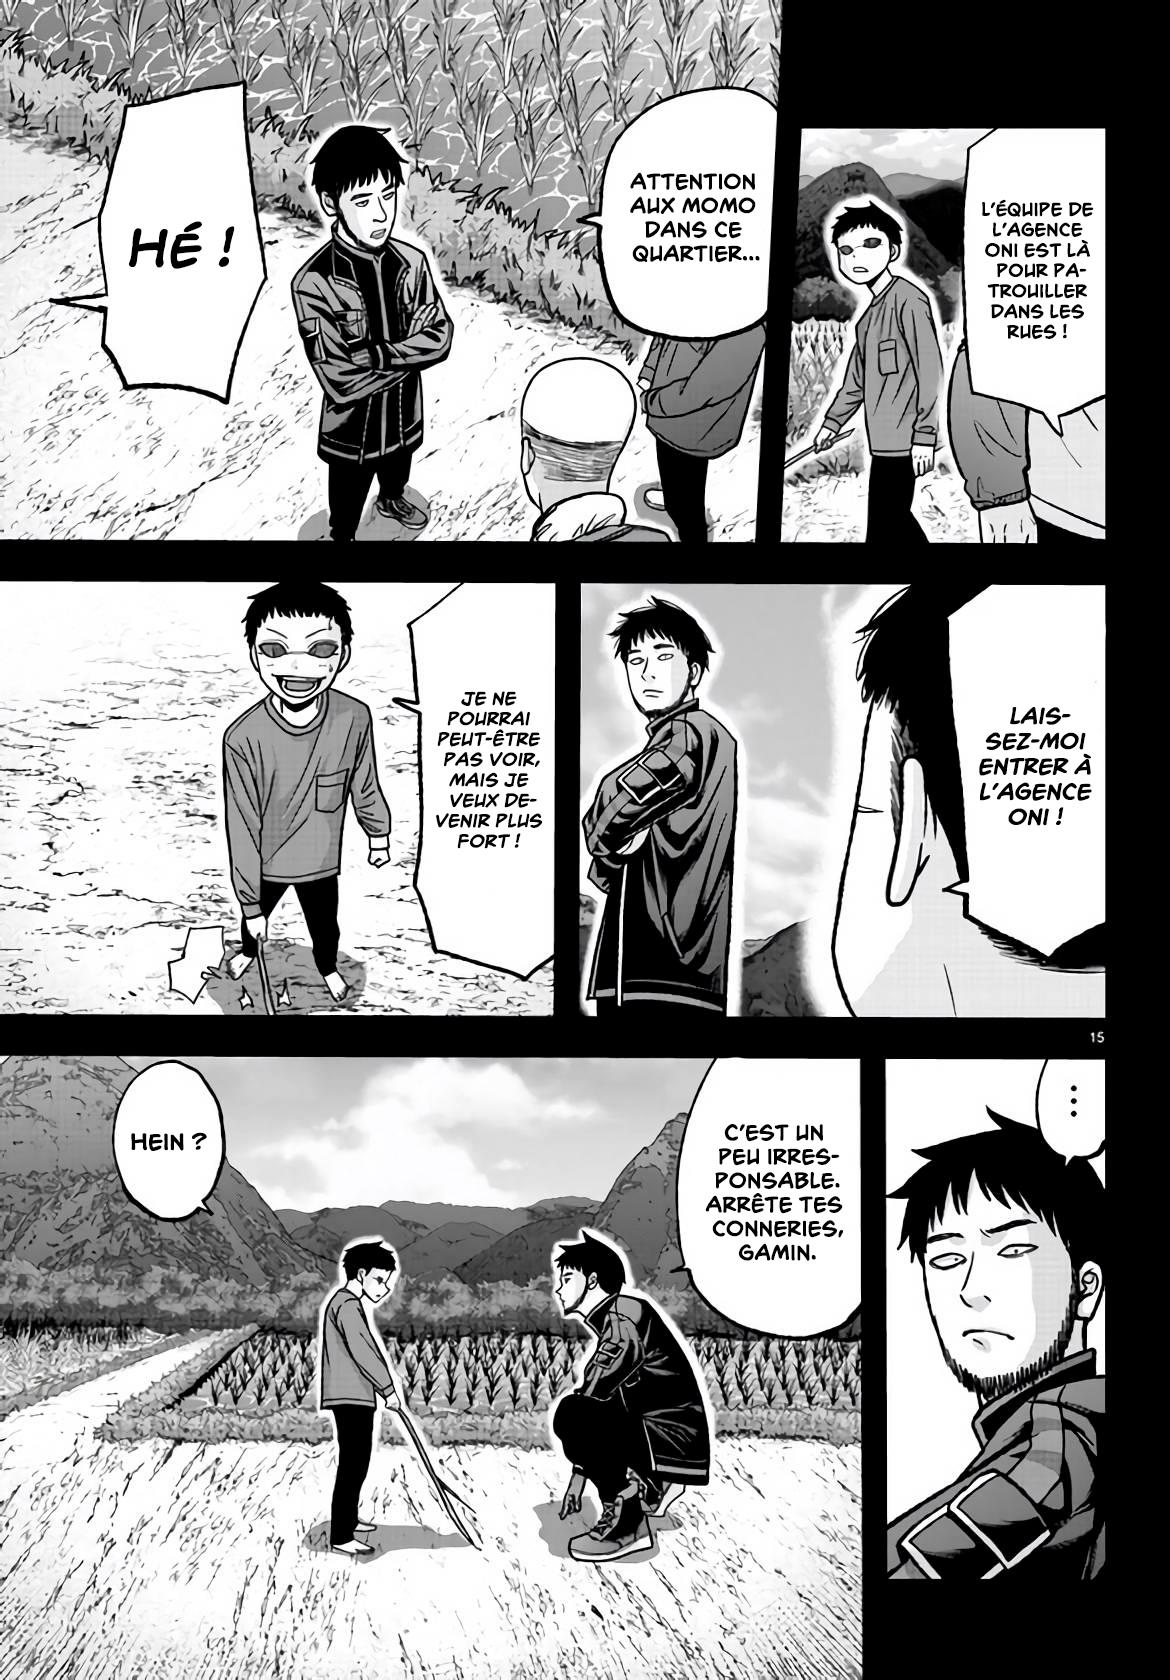 L'ÉQUIPE DE
L'AGENCE
ONI EST LÀ
POUR PA-
TROUILLER
DANS LES
RUES !
ATTENTION
AUX MOMO
DANS CE
QUARTIER...
HÉ !
LAIS-
SEZ-MOI
ENTRER À
L'AGENCE
ONI !
JE NE
POURRAI
PEUT-ÊTRE
PAS VOIR,
MAIS JE
VEUX DE-
VENIR PLUS
FORT !
15
...
C'EST UN
PEU IRRES-
PONSABLE.
ARRÊTE TES
CONNERIES,
GAMIN.
HEIN ?